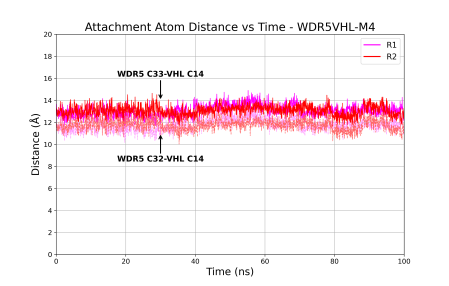 Attachment Atom Distance vs Time - WDR5VHL-M4
20
18
16
14
12
10
8
6
4
2
0
Distance (Å)
R1
R2
WDR5 C33-VHL C14
WDR5 C32-VHL C14
0 20 40 60 80 100
Time (ns)